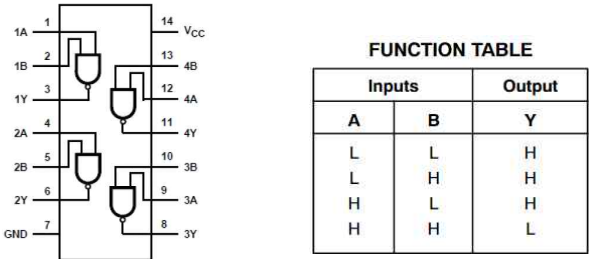 1A 1 14 VCC
1B 2 13 4B
1Y 3 12 4A
2A 4 11 4Y
2B 5 10 3B
2Y 6 9 3A
GND 7 8 3Y
FUNCTION TABLE
Inputs Output
A B Y
L L H
L H H
H L H
H H L